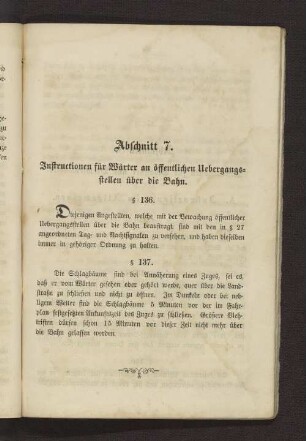 Abschnitt 7.
Instructionen für Wärter an öffentlichen Uebergangs-
stellen über die Bahn.
§ 136.
Diejenigen Angestellten, welche mit der Bewachung öffentlicher
Uebergangsstellen über die Bahn beauftragt sind mit den in § 27
angeordneten Tag- und Nachtsignalen zu versehen, und haben dieselben
immer in gehöriger Ordnung zu halten.
§ 137.
Die Schlagbäume sind bei Annäherung eines Zuges, sei es
daß er vom Wärter gesehen oder gehört werde, quer über die Land-
straße zu schließen und nicht zu öffnen. Im Dunkeln oder bei neb-
ligem Wetter sind die Schlagbäume 5 Minuten vor der im Fahr-
plan festgesetzten Ankunftszeit des Zuges zu schließen. Größere Vieh-
triften dürfen schon 15 Minuten vor dieser Zeit nicht mehr über
die Bahn gelassen werden.